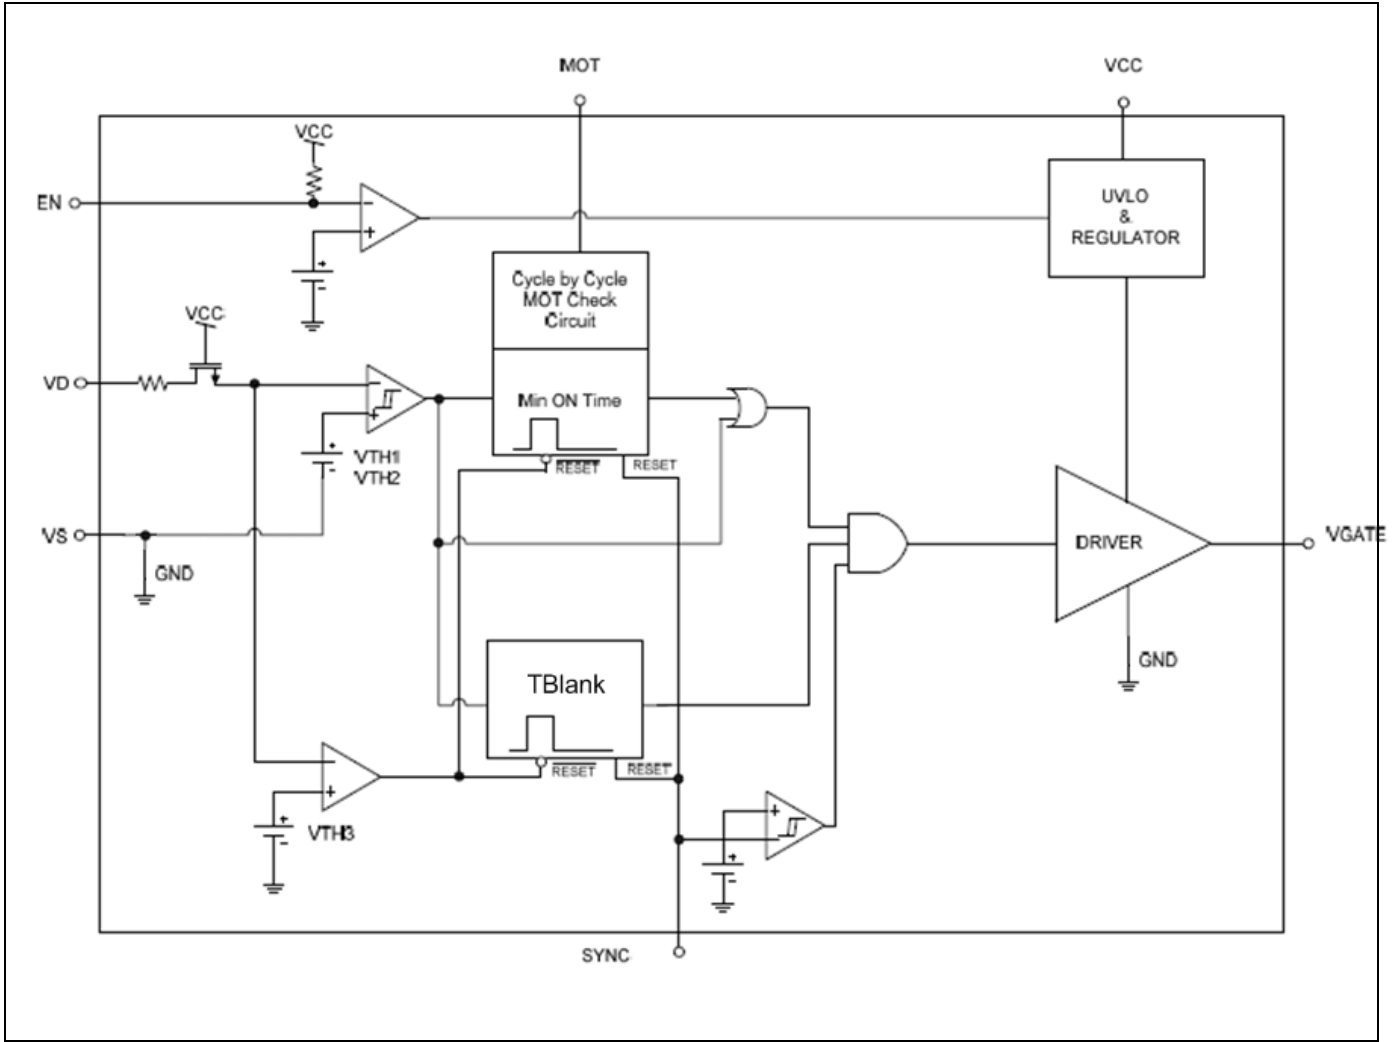 MOT
VCC
VCC
EN
UVLO
&
REGULATOR
Cycle by Cycle
MOT Check
Circuit
VCC
VD
Min ON Time
VTH1
VTH2
RESET
RESET
VS
GND
DRIVER
VGATE
GND
TBlank
RESET
RESET
VTH3
SYNC